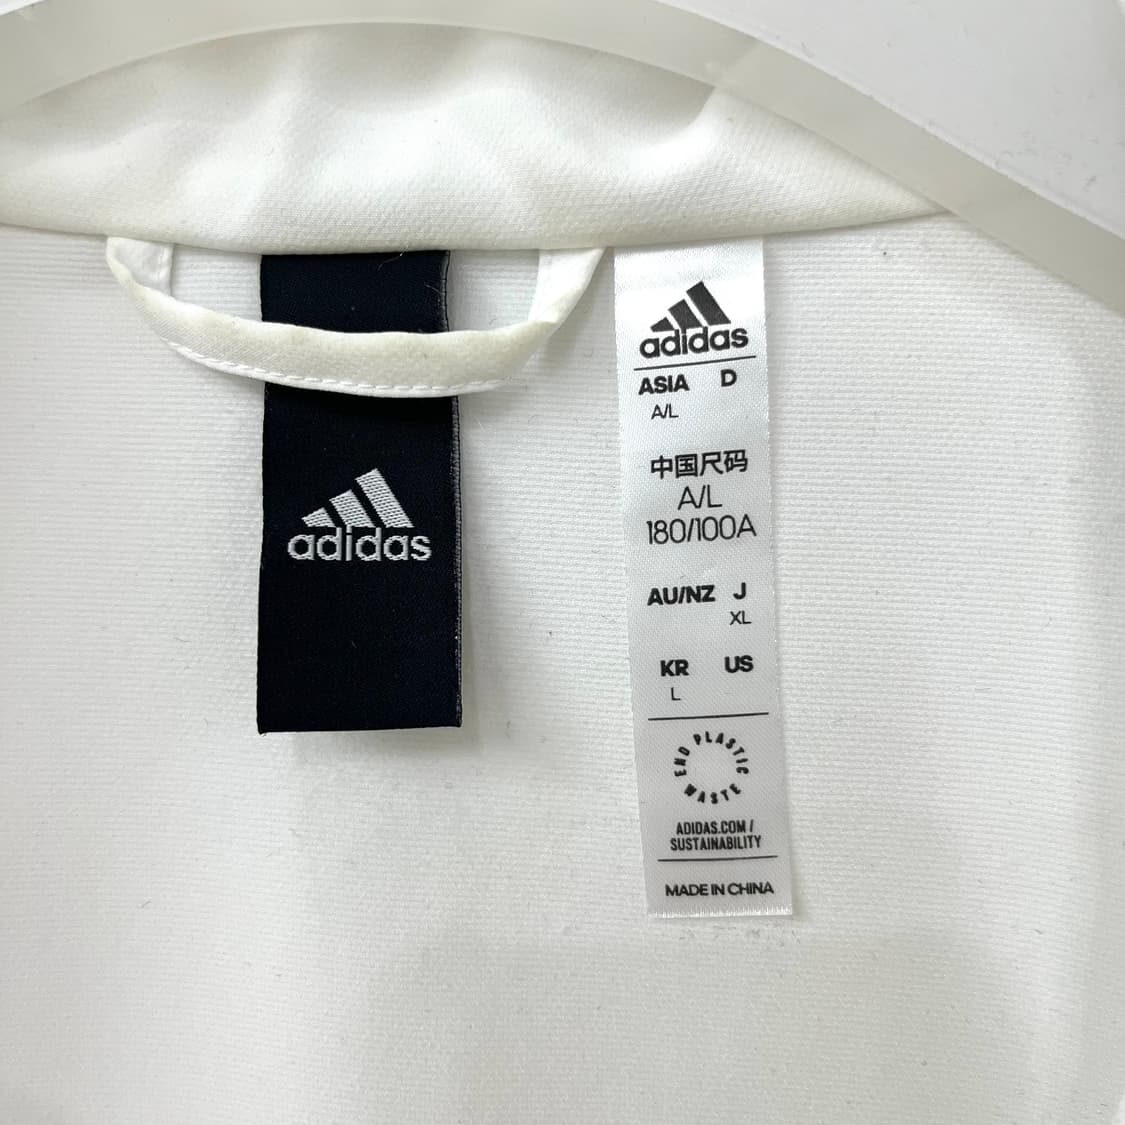 adidas
adidas
ASIA D
A/L
中国尺码
A/L
180/100A
AU/NZ J
XL
KR US
L
END PLASTIC WASTE
ADIDAS.COM /
SUSTAINABILITY
MADE IN CHINA